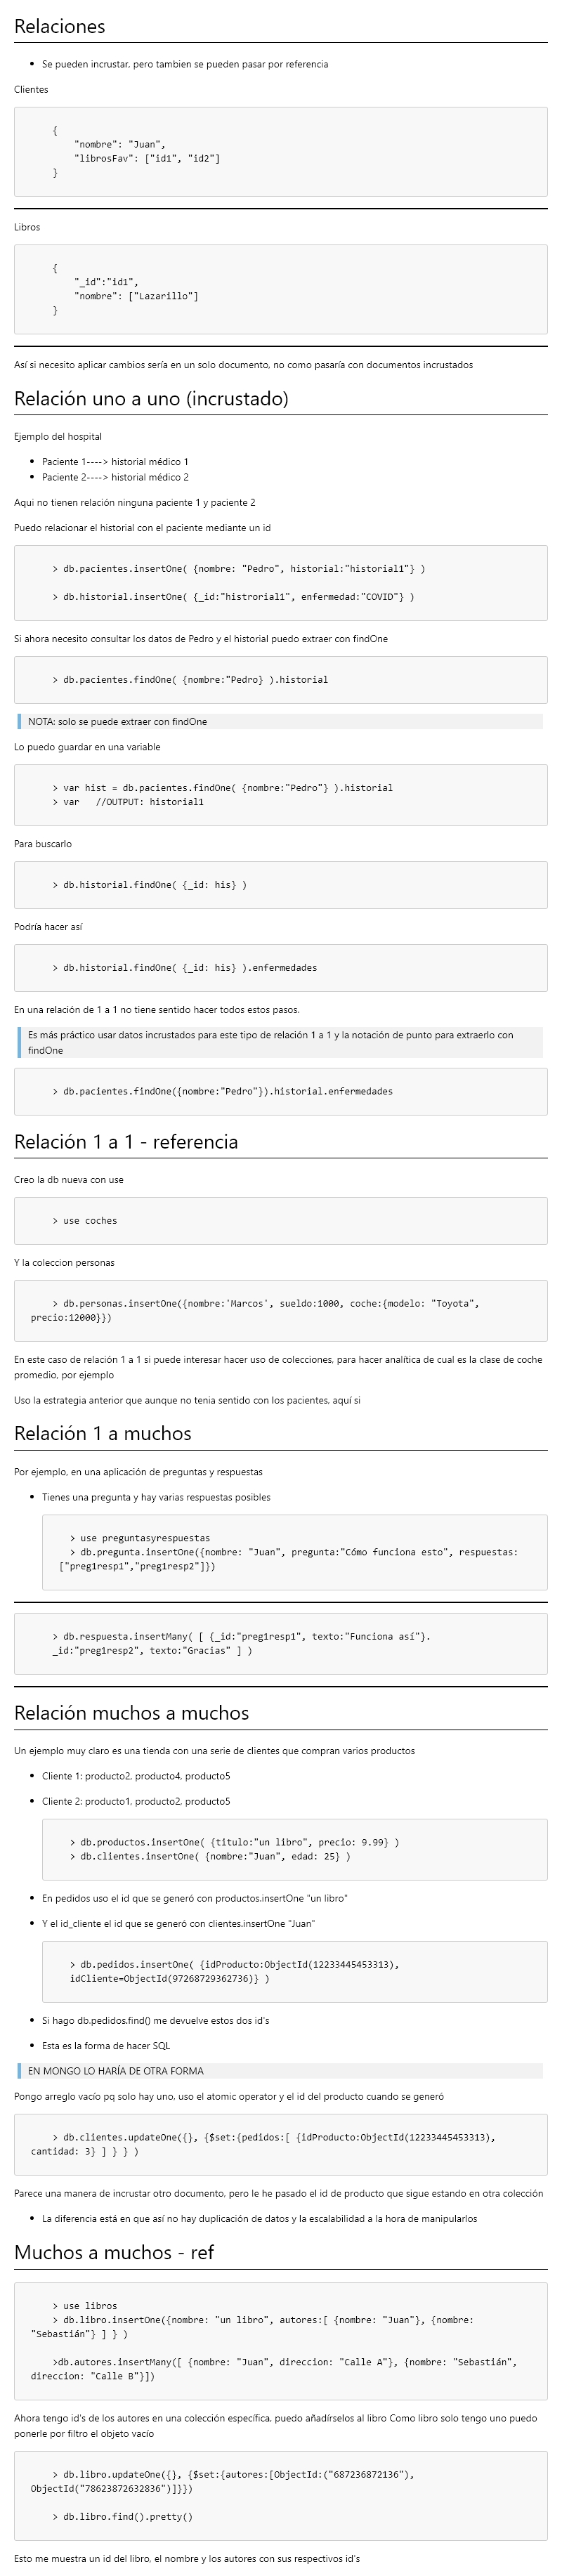 Relaciones
• Se pueden incrustar, pero tambien se pueden pasar por referencia
Clientes
{
"nombre": "Juan",
"librosFav": ["id1", "id2"]
}
Libros
{
"_id":"id1",
"nombre": ["Lazarillo"]
}
Así si necesito aplicar cambios sería en un solo documento, no como pasaría con documentos incrustados
Relación uno a uno (incrustado)
Ejemplo del hospital
• Paciente 1----> historial médico 1
• Paciente 2----> historial médico 2
Aqui no tienen relación ninguna paciente 1 y paciente 2
Puedo relacionar el historial con el paciente mediante un id
> db.pacientes.insertOne( {nombre: "Pedro", historial:"historial1"} )
> db.historial.insertOne( {_id:"histrorial1", enfermedad:"COVID"} )
Si ahora necesito consultar los datos de Pedro y el historial puedo extraer con findOne
> db.pacientes.findOne( {nombre:"Pedro} ).historial
NOTA: solo se puede extraer con findOne
Lo puedo guardar en una variable
> var hist = db.pacientes.findOne( {nombre:"Pedro"} ).historial
> var   //OUTPUT: historial1
Para buscarlo
> db.historial.findOne( {_id: his} )
Podría hacer así
> db.historial.findOne( {_id: his} ).enfermedades
En una relación de 1 a 1 no tiene sentido hacer todos estos pasos.
Es más práctico usar datos incrustados para este tipo de relación 1 a 1 y la notación de punto para extraerlo con
findOne
> db.pacientes.findOne({nombre:"Pedro"}).historial.enfermedades
Relación 1 a 1 - referencia
Creo la db nueva con use
> use coches
Y la coleccion personas
> db.personas.insertOne({nombre:'Marcos', sueldo:1000, coche:{modelo: "Toyota",
precio:12000}})
En este caso de relación 1 a 1 si puede interesar hacer uso de colecciones, para hacer analítica de cual es la clase de coche
promedio, por ejemplo
Uso la estrategia anterior que aunque no tenia sentido con los pacientes, aquí si
Relación 1 a muchos
Por ejemplo, en una aplicación de preguntas y respuestas
• Tienes una pregunta y hay varias respuestas posibles
> use preguntasyrespuestas
> db.pregunta.insertOne({nombre: "Juan", pregunta:"Cómo funciona esto", respuestas:
["preg1resp1","preg1resp2"]})
> db.respuesta.insertMany( [ {_id:"preg1resp1", texto:"Funciona así"}.
_id:"preg1resp2", texto:"Gracias" ] )
Relación muchos a muchos
Un ejemplo muy claro es una tienda con una serie de clientes que compran varios productos
• Cliente 1: producto2, producto4, producto5
• Cliente 2: producto1, producto2, producto5
> db.productos.insertOne( {titulo:"un libro", precio: 9.99} )
> db.clientes.insertOne( {nombre:"Juan", edad: 25} )
• En pedidos uso el id que se generó con productos.insertOne "un libro"
• Y el id_cliente el id que se generó con clientes.insertOne "Juan"
> db.pedidos.insertOne( {idProducto:ObjectId(12233445453313),
idCliente=ObjectId(97268729362736)} )
• Si hago db.pedidos.find() me devuelve estos dos id's
• Esta es la forma de hacer SQL
EN MONGO LO HARÍA DE OTRA FORMA
Pongo arreglo vacío pq solo hay uno, uso el atomic operator y el id del producto cuando se generó
> db.clientes.updateOne({}, {$set:{pedidos:[ {idProducto:ObjectId(12233445453313),
cantidad: 3} ] } } )
Parece una manera de incrustar otro documento, pero le he pasado el id de producto que sigue estando en otra colección
• La diferencia está en que así no hay duplicación de datos y la escalabilidad a la hora de manipularlos
Muchos a muchos - ref
> use libros
> db.libro.insertOne({nombre: "un libro", autores:[ {nombre: "Juan"}, {nombre:
"Sebastián"} ] } )
>db.autores.insertMany([ {nombre: "Juan", direccion: "Calle A"}, {nombre: "Sebastián",
direccion: "Calle B"}])
Ahora tengo id's de los autores en una colección específica, puedo añadírselos al libro Como libro solo tengo uno puedo
ponerle por filtro el objeto vacío
> db.libro.updateOne({}, {$set:{autores:[ObjectId:("687236872136"),
ObjectId("78623872632836")]}})
> db.libro.find().pretty()
Esto me muestra un id del libro, el nombre y los autores con sus respectivos id's